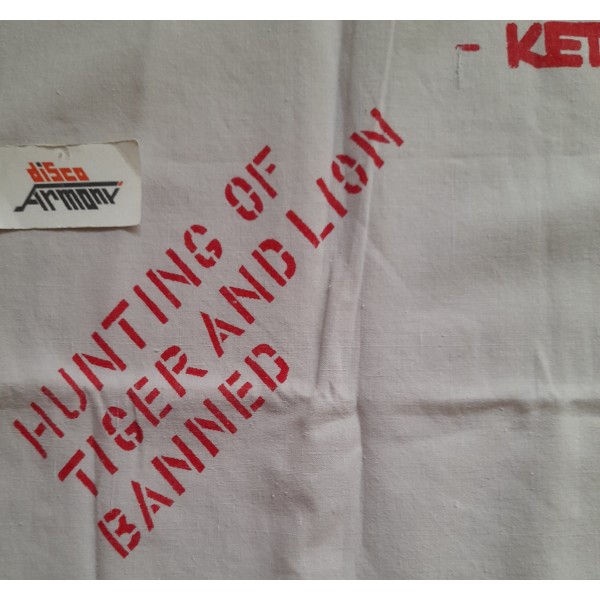 - KET
disco
Armony
HUNTING OF
TIGER AND LION
BANNED